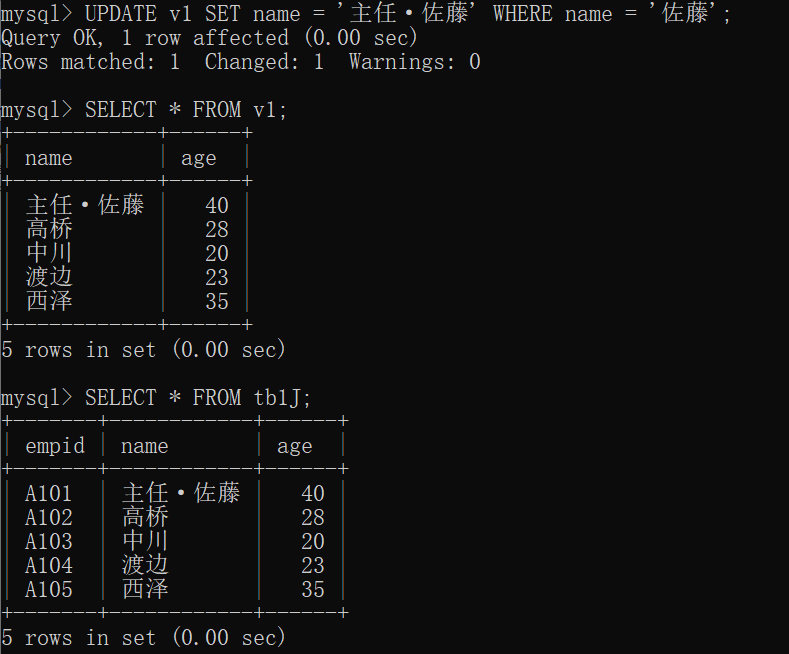 mysql> UPDATE v1 SET name = '主任·佐藤' WHERE name = '佐藤';
Query OK, 1 row affected (0.00 sec)
Rows matched: 1  Changed: 1  Warnings: 0
mysql> SELECT * FROM v1;
+------------+------+
| name       | age  |
+------------+------+
| 主任·佐藤 |   40 |
| 高桥       |   28 |
| 中川       |   20 |
| 渡边       |   23 |
| 西泽       |   35 |
+------------+------+
5 rows in set (0.00 sec)
mysql> SELECT * FROM tb1J;
+-------+------------+------+
| empid | name       | age  |
+-------+------------+------+
| A101  | 主任·佐藤 |   40 |
| A102  | 高桥       |   28 |
| A103  | 中川       |   20 |
| A104  | 渡边       |   23 |
| A105  | 西泽       |   35 |
+-------+------------+------+
5 rows in set (0.00 sec)